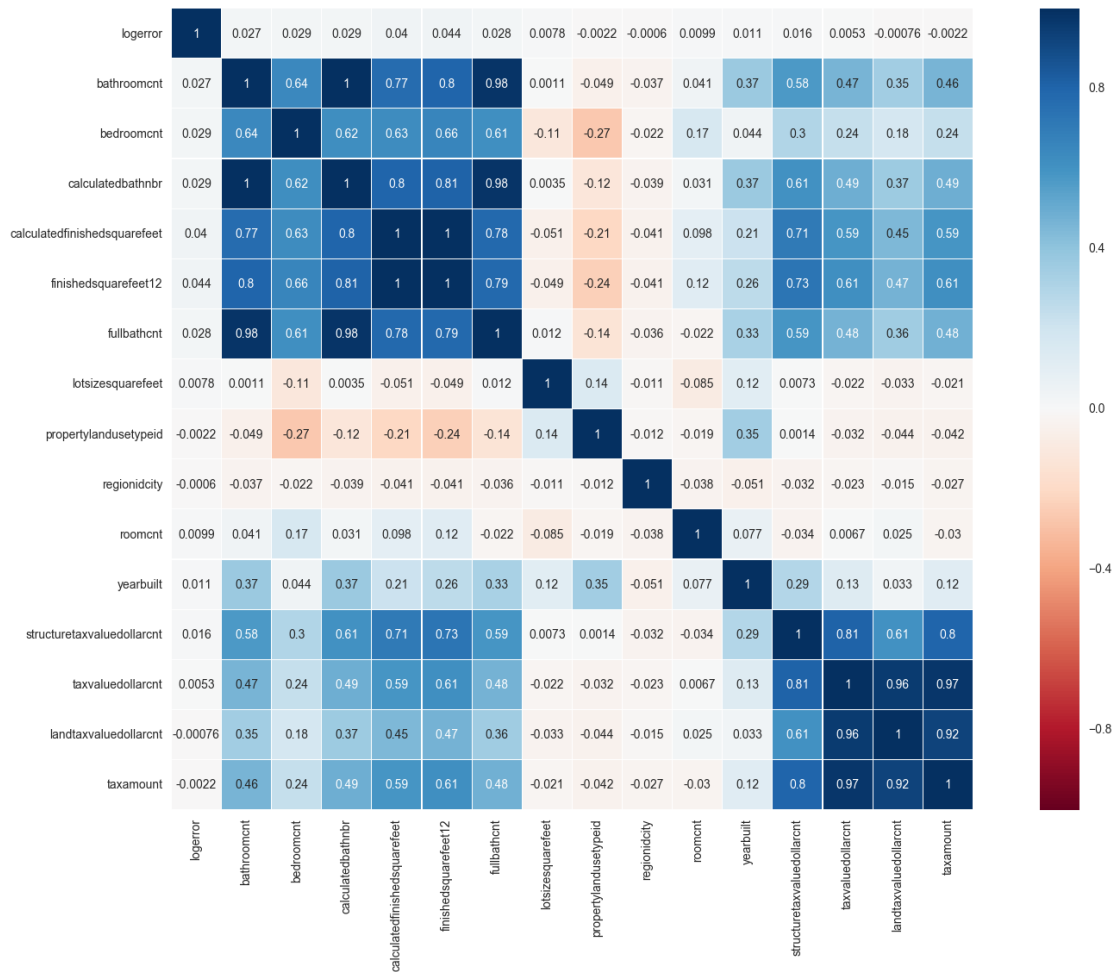 logerror 1 0.027 0.029 0.029 0.04 0.044 0.028 0.0078 -0.0022 -0.0006 0.0099 0.011 0.016 0.0053 -0.00076 -0.0022
bathroomcnt 0.027 1 0.64 1 0.77 0.8 0.98 0.0011 -0.049 -0.037 0.041 0.37 0.58 0.47 0.35 0.46 0.8
bedroomcnt 0.029 0.64 1 0.62 0.63 0.66 0.61 -0.11 -0.27 -0.022 0.17 0.044 0.3 0.24 0.18 0.24
calculatedbathnbr 0.029 1 0.62 1 0.8 0.81 0.98 0.0035 -0.12 -0.039 0.031 0.37 0.61 0.49 0.37 0.49
calculatedfinishedsquarefeet 0.04 0.77 0.63 0.8 1 1 0.78 -0.051 -0.21 -0.041 0.098 0.21 0.71 0.59 0.45 0.59 0.4
finishedsquarefeet12 0.044 0.8 0.66 0.81 1 1 0.79 -0.049 -0.24 -0.041 0.12 0.26 0.73 0.61 0.47 0.61
fullbathcnt 0.028 0.98 0.61 0.98 0.78 0.79 1 0.012 -0.14 -0.036 -0.022 0.33 0.59 0.48 0.36 0.48
lotsizesquarefeet 0.0078 0.0011 -0.11 0.0035 -0.051 -0.049 0.012 1 0.14 -0.011 -0.085 0.12 0.0073 -0.022 -0.033 -0.021 0.0
propertylandusetypeid -0.0022 -0.049 -0.27 -0.12 -0.21 -0.24 -0.14 0.14 1 -0.012 -0.019 0.35 0.0014 -0.032 -0.044 -0.042
regionidcity -0.0006 -0.037 -0.022 -0.039 -0.041 -0.041 -0.036 -0.011 -0.012 1 -0.038 -0.051 -0.032 -0.023 -0.015 -0.027
roomcnt 0.0099 0.041 0.17 0.031 0.098 0.12 -0.022 -0.085 -0.019 -0.038 1 0.077 -0.034 0.0067 0.025 -0.03
yearbuilt 0.011 0.37 0.044 0.37 0.21 0.26 0.33 0.12 0.35 -0.051 0.077 1 0.29 0.13 0.033 0.12 −0.4
structuretaxvaluedollarcnt 0.016 0.58 0.3 0.61 0.71 0.73 0.59 0.0073 0.0014 -0.032 -0.034 0.29 1 0.81 0.61 0.8
taxvaluedollarcnt 0.0053 0.47 0.24 0.49 0.59 0.61 0.48 -0.022 -0.032 -0.023 0.0067 0.13 0.81 1 0.96 0.97
landtaxvaluedollarcnt -0.00076 0.35 0.18 0.37 0.45 0.47 0.36 -0.033 -0.044 -0.015 0.025 0.033 0.61 0.96 1 0.92 −0.8
taxamount -0.0022 0.46 0.24 0.49 0.59 0.61 0.48 -0.021 -0.042 -0.027 -0.03 0.12 0.8 0.97 0.92 1
logerror
bathroomcnt
bedroomcnt
calculatedbathnbr
calculatedfinishedsquarefeet
finishedsquarefeet12
fullbathcnt
lotsizesquarefeet
propertylandusetypeid
regionidcity
roomcnt
yearbuilt
structuretaxvaluedollarcnt
taxvaluedollarcnt
landtaxvaluedollarcnt
taxamount